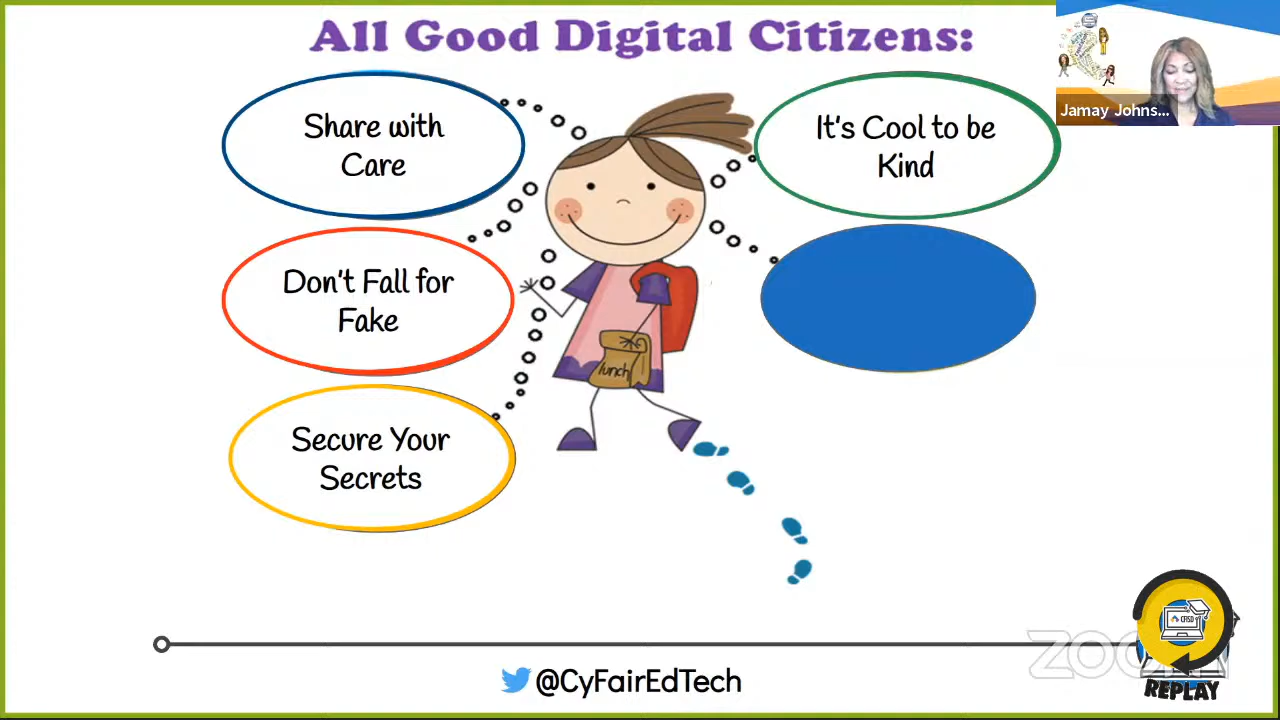 All Good Digital Citizens:
Jamay Johns...
Share with
Care
It's Cool to be
Kind
Don't Fall for
Fake
lunch
Secure Your
Secrets
CFISD
zoom
@CyFairEdTech
REPLAY